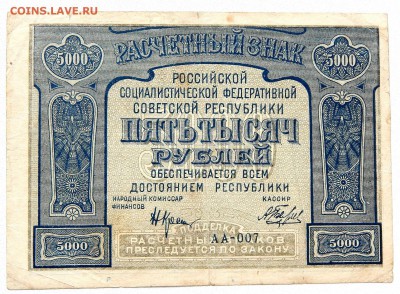 COINS.LAVE.RU
РАСЧЕТНЫЙ ЗНАК
5000 5000
РОССИЙСКОЙ
СОЦИАЛИСТИЧЕСКОЙ ФЕДЕРАТИВНОЙ
СОВЕТСКОЙ РЕСПУБЛИКИ
ПЯТЬ ТЫСЯЧ
РУБЛЕЙ
ОБЕСПЕЧИВАЕТСЯ ВСЕМ
ДОСТОЯНИЕМ РЕСПУБЛИКИ
НАРОДНЫЙ КОМИССАР КАССИР
ФИНАНСОВ
АА-007
ПОДДЕЛКА
РАСЧЕТНЫХ ЗНАКОВ
ПРЕСЛЕДУЕТСЯ ПО ЗАКОНУ
5000 5000